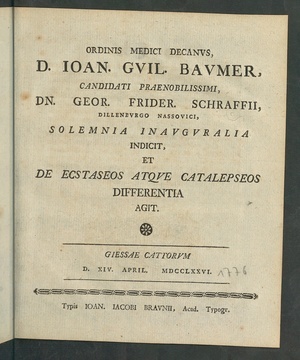 ORDINIS MEDICI DECANVS,
D. IOAN. GVIL. BAVMER,
CANDIDATI PRAENOBILISSIMI,
DN. GEOR. FRIDER. SCHRAFFII,
DILLENBVRGO NASSOVICI,
SOLEMNIA INAVGVRALIA
INDICIT,
ET
DE ECSTASEOS ATQVE CATALEPSEOS
DIFFERENTIA
AGIT.
GIESSAE CATTORVM
D. XIV. APRIL. MDCCLXXVI. 1776
Typis IOAN. IACOBI BRAVNII, Acad. Typogr.